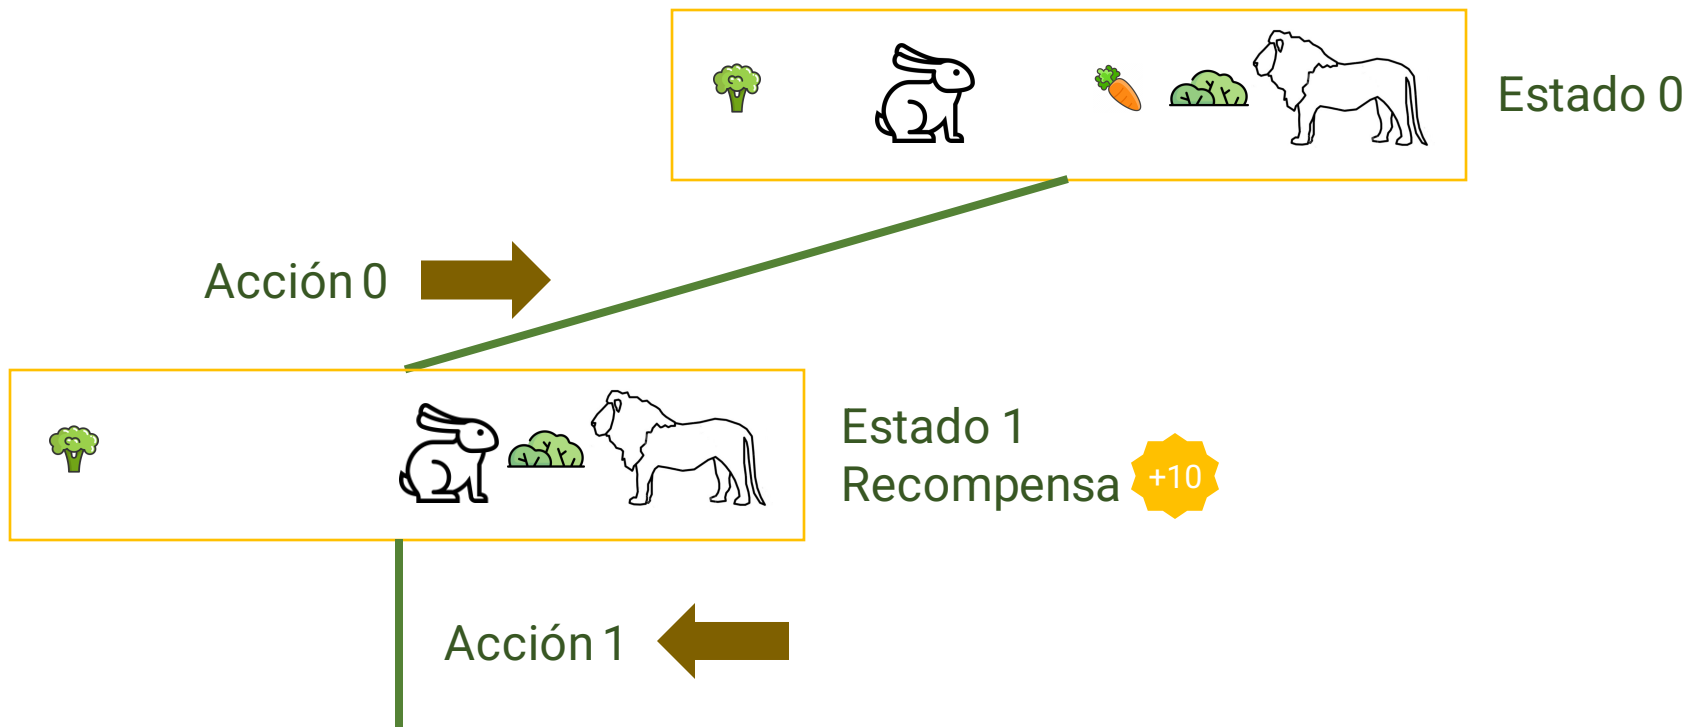 Estado 0
Acción 0
Estado 1
Recompensa +10
Acción 1